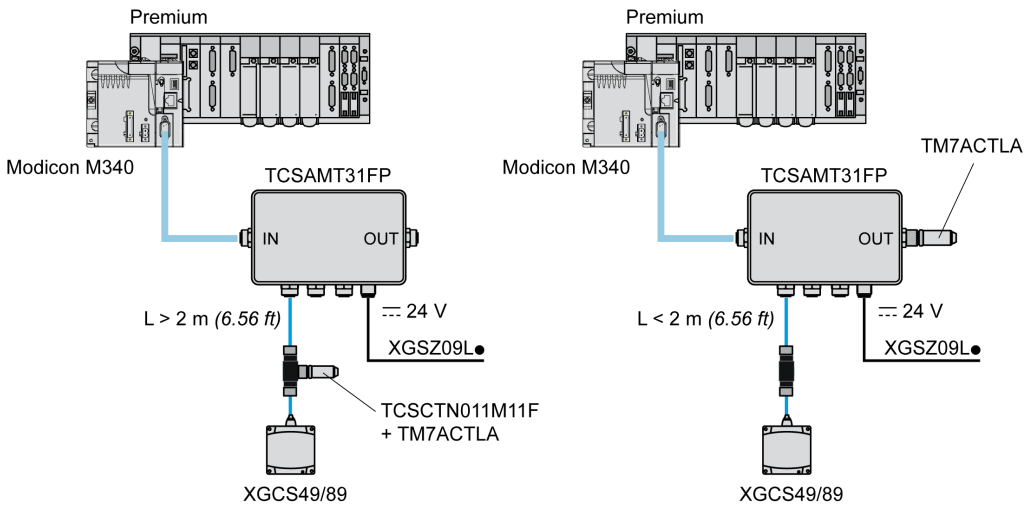 Premium
Modicon M340
TCSAMT31FP
IN
OUT
24 V
L > 2 m (6.56 ft)
XGSZ09L●
TCSCTN011M11F
+ TM7ACTLA
XGCS49/89
Premium
TM7ACTLA
Modicon M340
TCSAMT31FP
IN
OUT
24 V
L < 2 m (6.56 ft)
XGSZ09L●
XGCS49/89